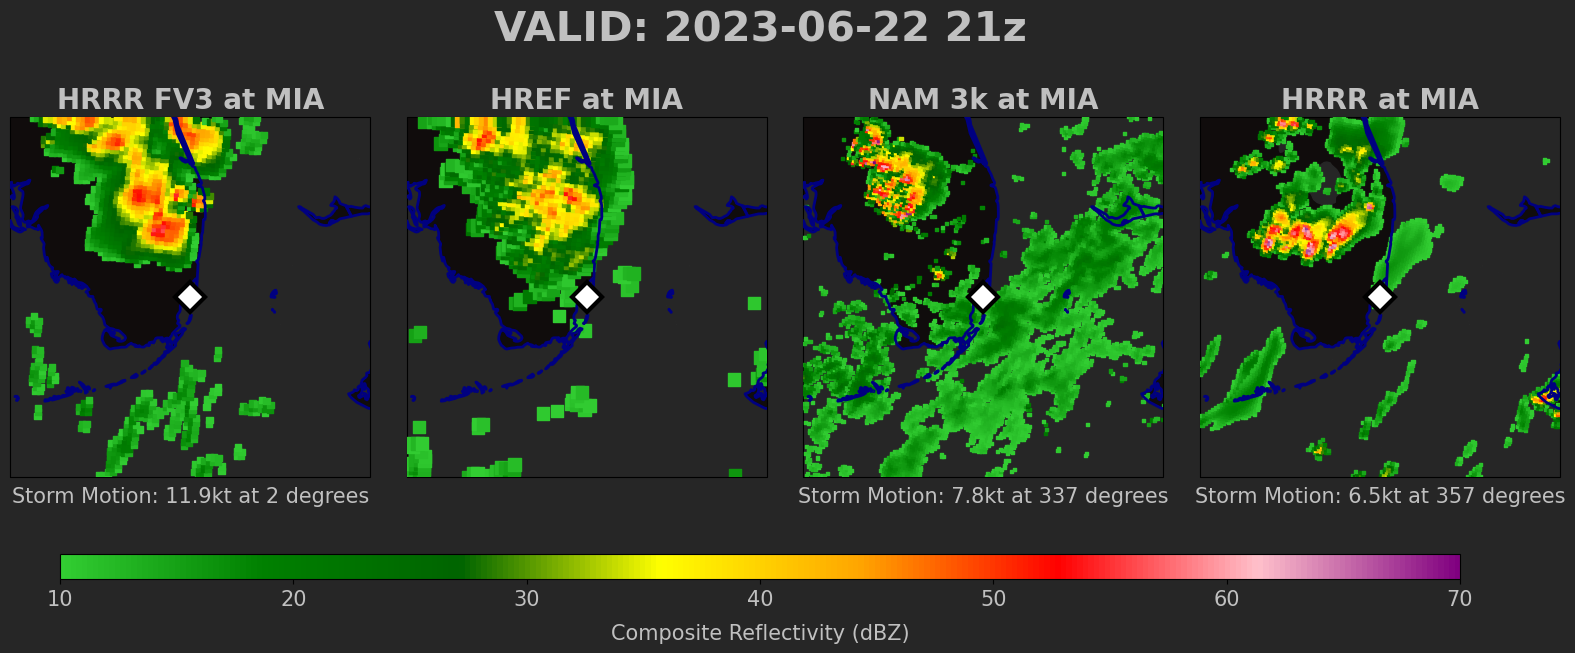 VALID: 2023-06-22 21z
HRRR FV3 at MIA
HREF at MIA
NAM 3k at MIA
HRRR at MIA
Storm Motion: 11.9kt at 2 degrees
Storm Motion: 7.8kt at 337 degrees
Storm Motion: 6.5kt at 357 degrees
10 20 30 40 50 60 70
Composite Reflectivity (dBZ)